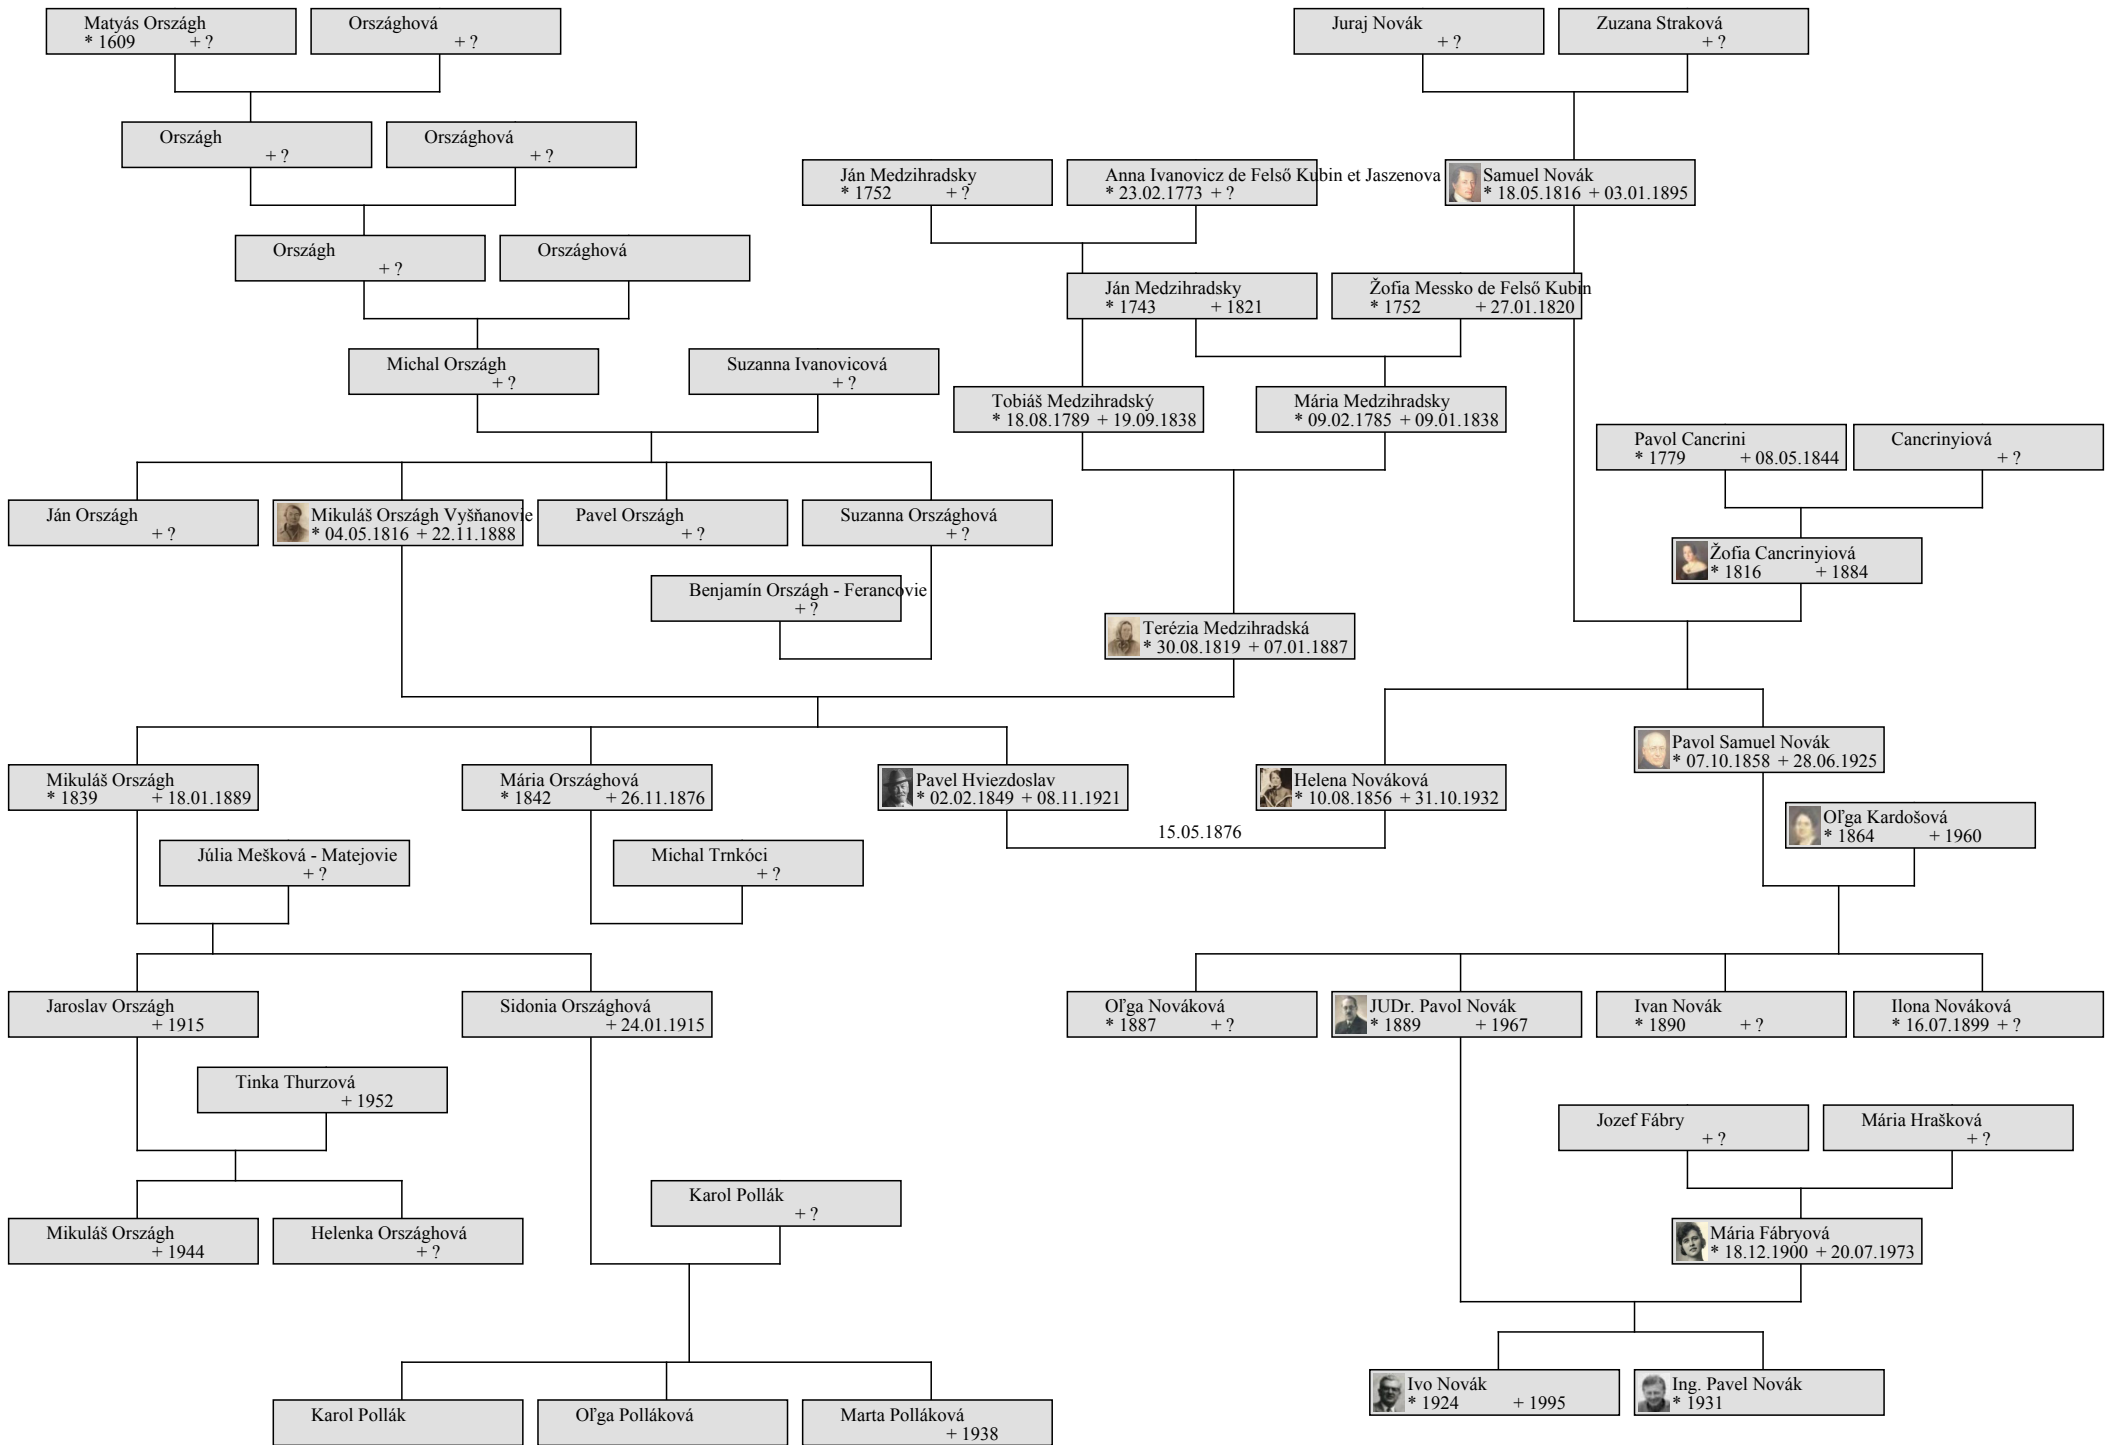 Matyás Országh
* 1609 + ?
Országhová
+ ?
Juraj Novák
+ ?
Zuzana Straková
+ ?
Országh
+ ?
Országhová
+ ?
Ján Medzihradsky
* 1752 + ?
Anna Ivanovicz de Felső Kubin et Jaszenova
* 23.02.1773 + ?
Samuel Novák
* 18.05.1816 + 03.01.1895
Országh
+ ?
Országhová
Ján Medzihradsky
* 1743 + 1821
Žofia Messko de Felső Kubin
* 1752 + 27.01.1820
Michal Országh
+ ?
Suzanna Ivanovicová
+ ?
Tobiáš Medzihradský
* 18.08.1789 + 19.09.1838
Mária Medzihradsky
* 09.02.1785 + 09.01.1838
Pavol Cancrini
* 1779 + 08.05.1844
Cancrinyiová
+ ?
Ján Országh
+ ?
Mikuláš Országh Vyšňanovie
* 04.05.1816 + 22.11.1888
Pavel Országh
+ ?
Suzanna Országhová
+ ?
Žofia Cancrinyiová
* 1816 + 1884
Benjamín Országh - Ferancovie
+ ?
Terézia Medzihradská
* 30.08.1819 + 07.01.1887
Pavol Samuel Novák
* 07.10.1858 + 28.06.1925
Mikuláš Országh
* 1839 + 18.01.1889
Mária Országhová
* 1842 + 26.11.1876
Pavel Hviezdoslav
* 02.02.1849 + 08.11.1921
Helena Nováková
* 10.08.1856 + 31.10.1932
15.05.1876
Oľga Kardošová
* 1864 + 1960
Júlia Mešková - Matejovie
+ ?
Michal Trnkóci
+ ?
Jaroslav Országh
+ 1915
Sidonia Országhová
+ 24.01.1915
Oľga Nováková
* 1887 + ?
JUDr. Pavol Novák
* 1889 + 1967
Ivan Novák
* 1890 + ?
Ilona Nováková
* 16.07.1899 + ?
Tinka Thurzová
+ 1952
Jozef Fábry
+ ?
Mária Hrašková
+ ?
Karol Pollák
+ ?
Mikuláš Országh
+ 1944
Helenka Országhová
+ ?
Mária Fábryová
* 18.12.1900 + 20.07.1973
Ivo Novák
* 1924 + 1995
Ing. Pavel Novák
* 1931
Karol Pollák
Oľga Polláková
Marta Polláková
+ 1938